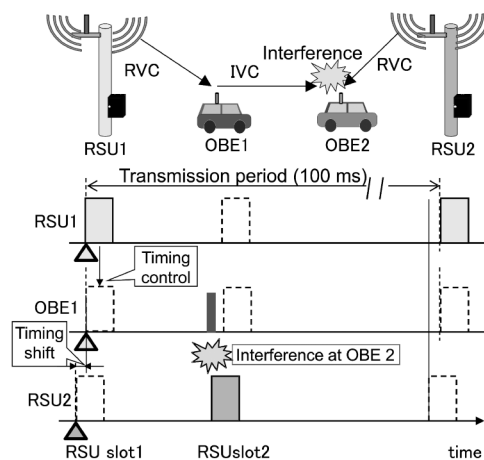 Interference
RVC
IVC
RVC
RSU1
OBE1
OBE2
RSU2
Transmission period (100 ms)
RSU1
Timing
control
OBE1
Timing
shift
Interference at OBE 2
RSU2
RSU slot1
RSUslot2
time